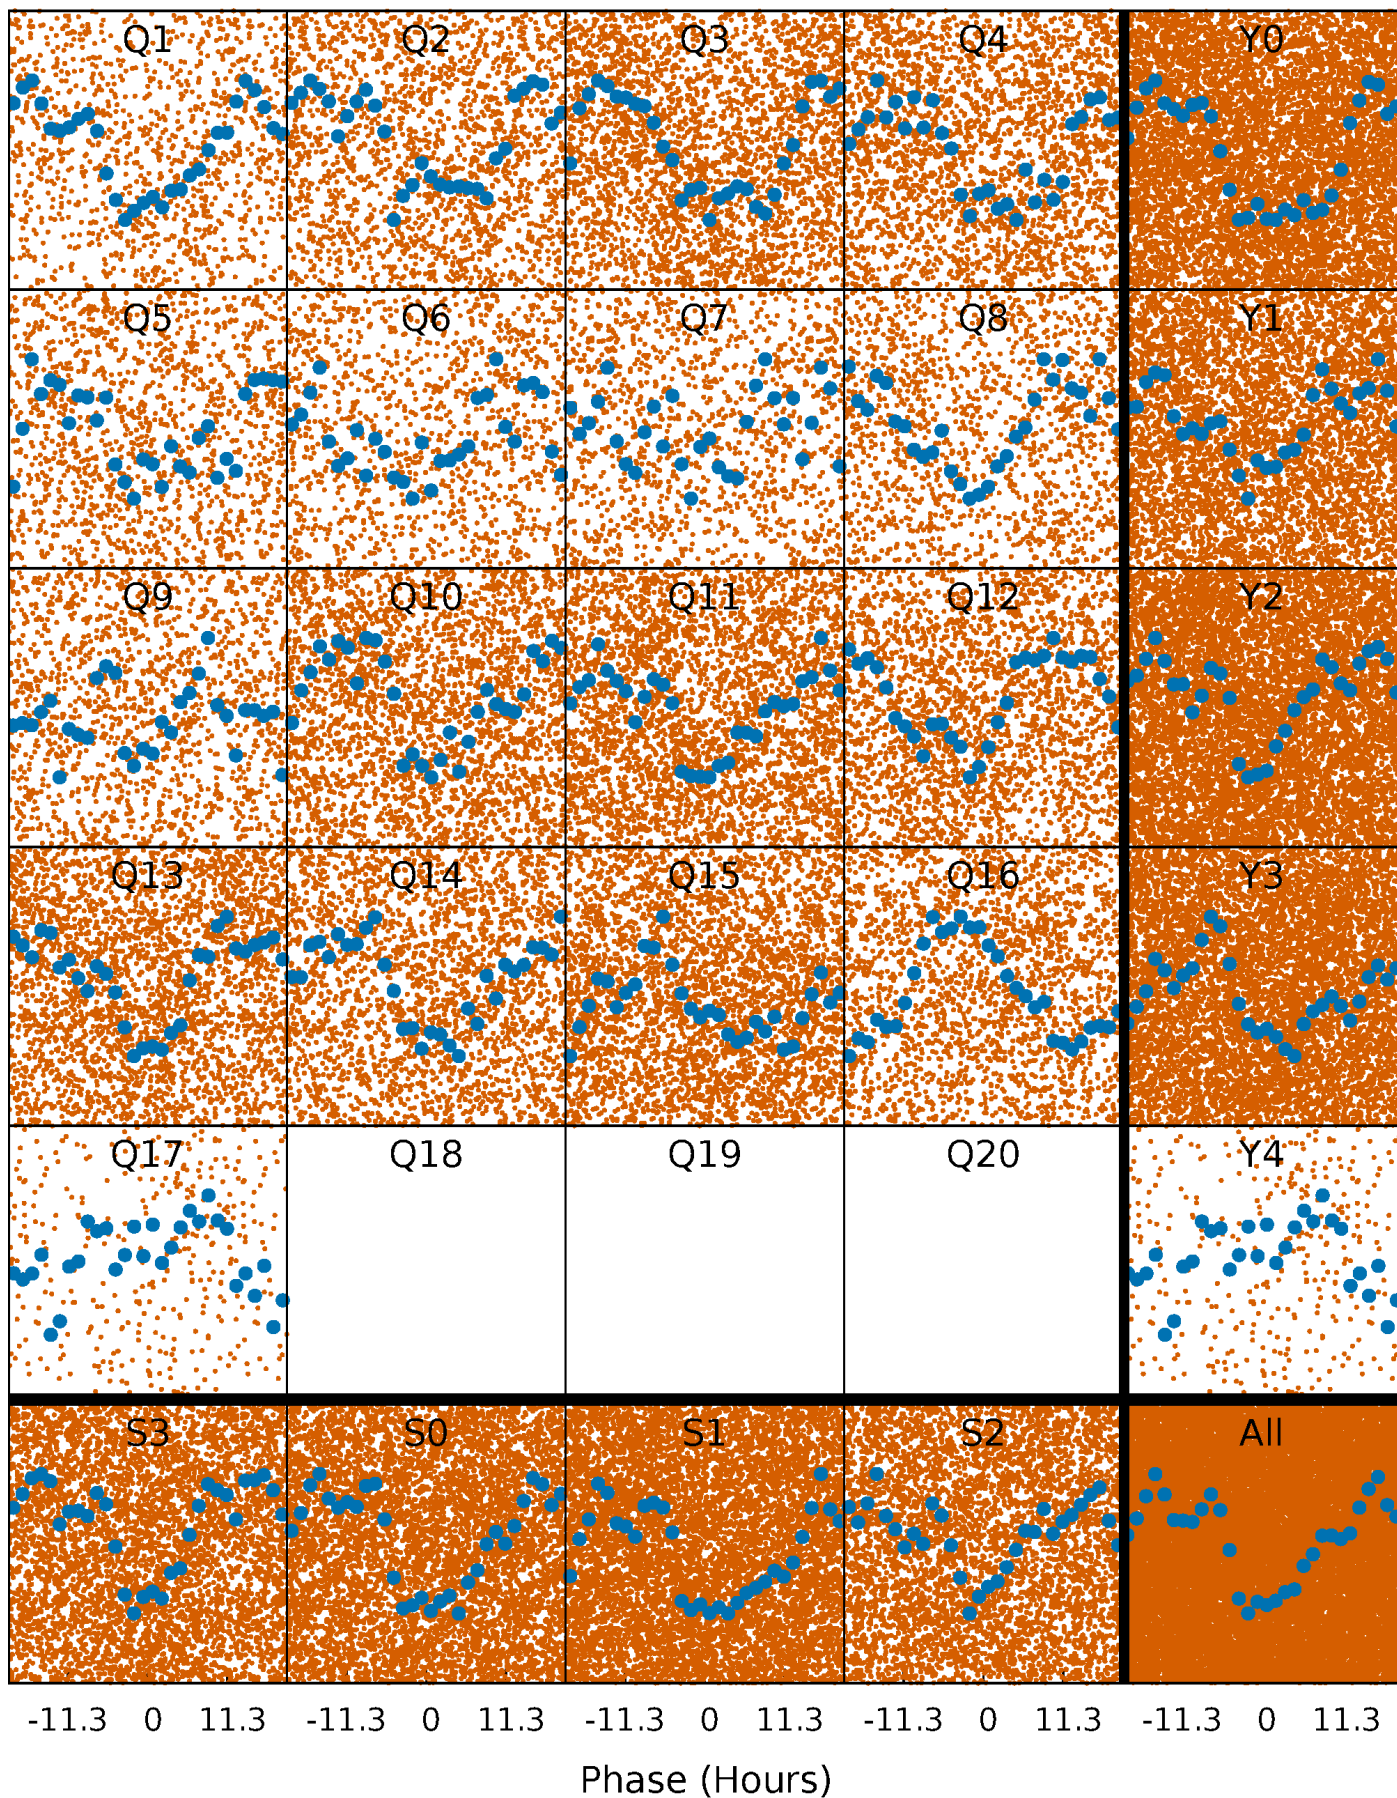 Q1 Q2 Q3 Q4 Y0
Q5 Q6 Q7 Q8 Y1
Q9 Q10 Q11 Q12 Y2
Q13 Q14 Q15 Q16 Y3
Q17 Q18 Q19 Q20 Y4
S3 S0 S1 S2 All
-11.3 0 11.3 -11.3 0 11.3 -11.3 0 11.3 -11.3 0 11.3 -11.3 0 11.3
Phase (Hours)